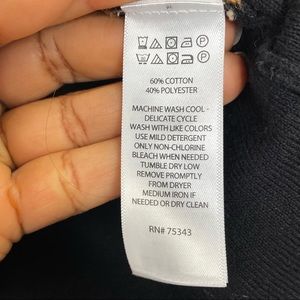 60% COTTON
40% POLYESTER
MACHINE WASH COOL -
DELICATE CYCLE
WASH WITH LIKE COLORS
USE MILD DETERGENT
ONLY NON-CHLORINE
BLEACH WHEN NEEDED
TUMBLE DRY LOW
REMOVE PROMPTLY
FROM DRYER
MEDIUM IRON IF
NEEDED OR DRY CLEAN
RN# 75343